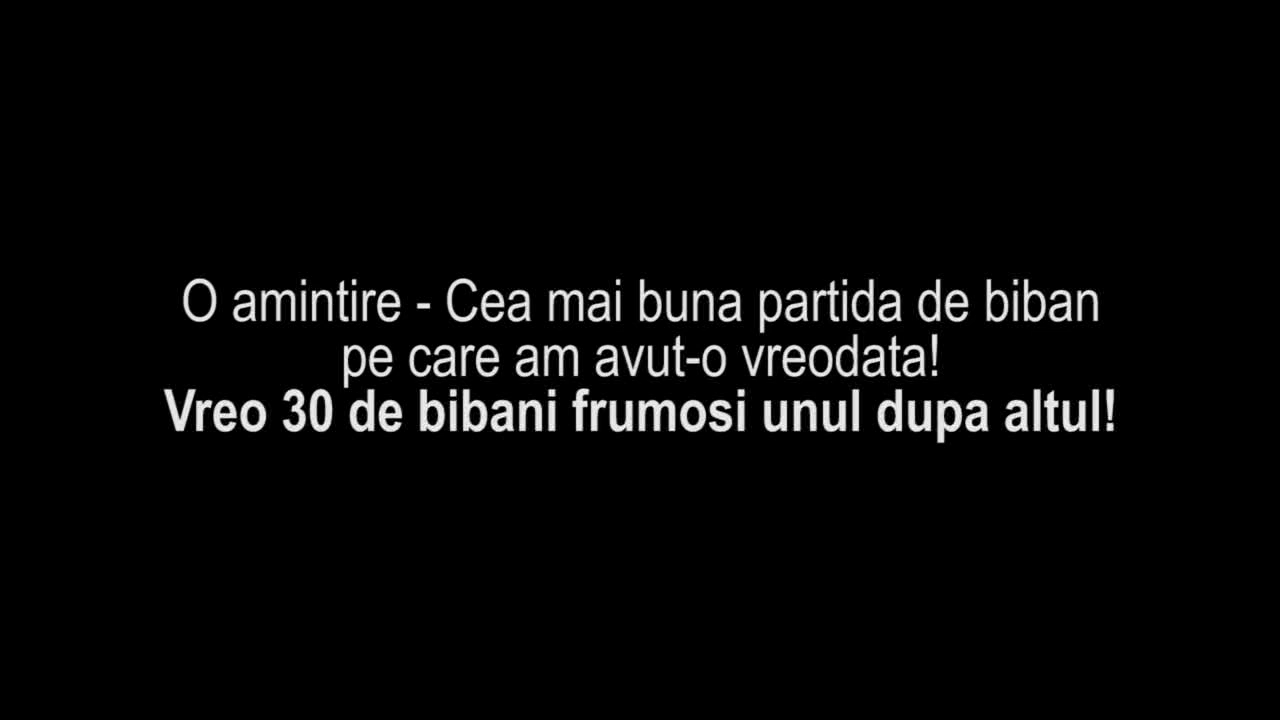 O amintire - Cea mai buna partida de biban
pe care am avut-o vreodata!
Vreo 30 de bibani frumosi unul dupa altul!